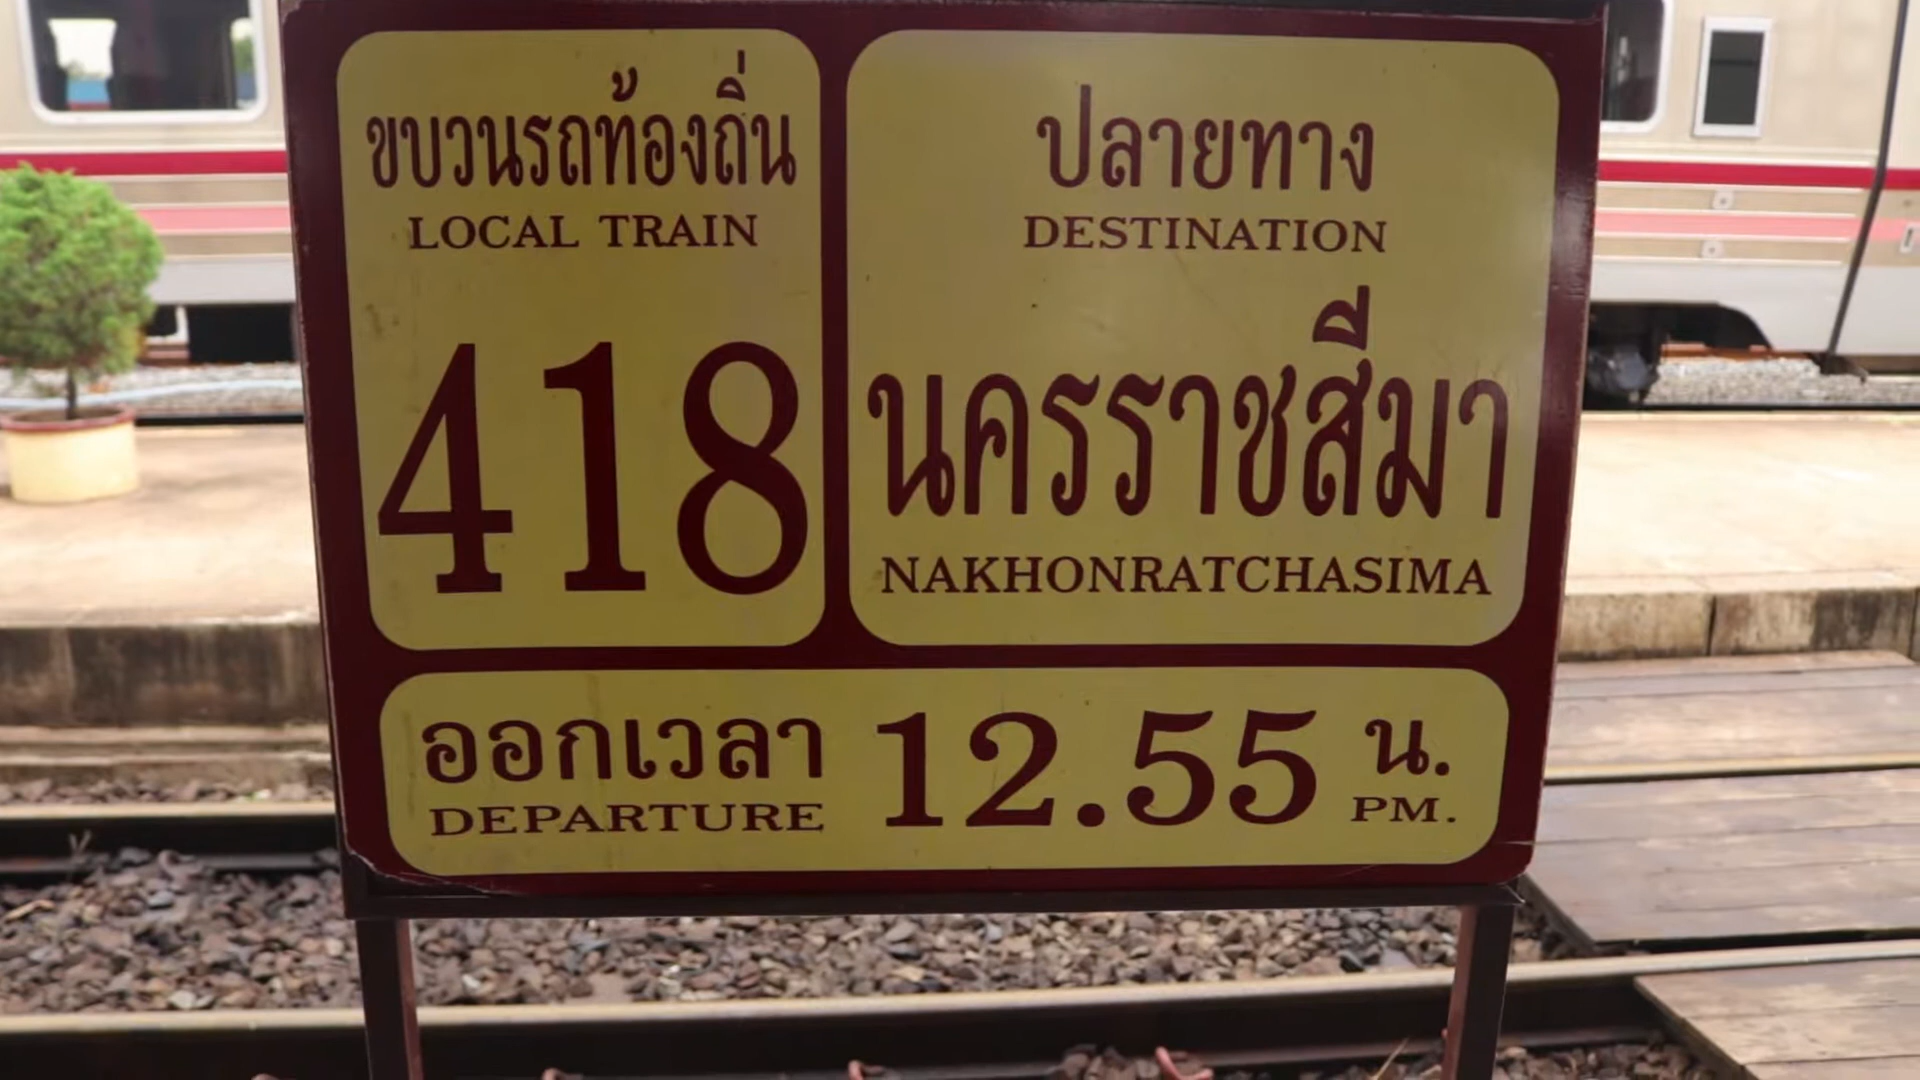 ขบวนรถท้องถิ่น
LOCAL TRAIN
418
ปลายทาง
DESTINATION
นครราชสีมา
NAKHONRATCHASIMA
ออกเวลา 12.55 น.
DEPARTURE PM.